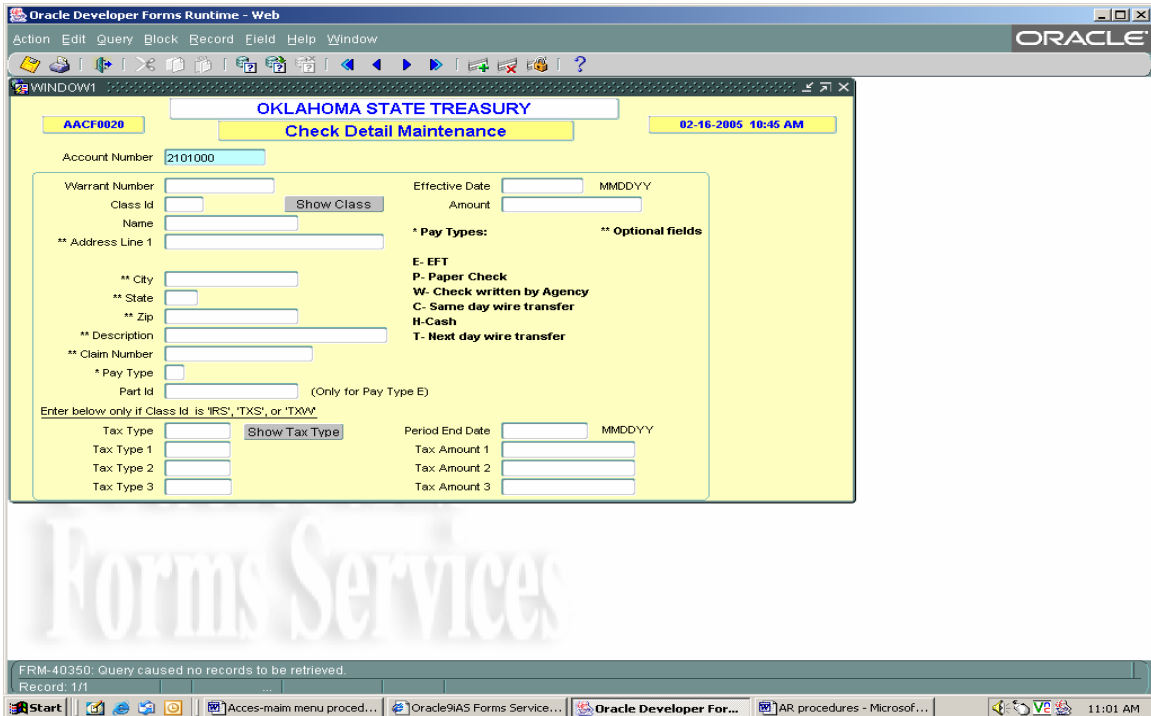 Oracle Developer Forms Runtime - Web
Action Edit Query Block Record Field Help Window
ORACLE
WINDOW1
OKLAHOMA STATE TREASURY
AACF0020
Check Detail Maintenance
02-16-2005 10:45 AM
Account Number 2101000
Warrant Number Effective Date MMDDYY
Class Id Show Class Amount
Name
* Pay Types: ** Optional fields
** Address Line 1
E- EFT
** City P- Paper Check
** State W- Check written by Agency
C- Same day wire transfer
** Zip H-Cash
** Description T- Next day wire transfer
** Claim Number
* Pay Type
Part Id (Only for Pay Type E)
Enter below only if Class Id is 'IRS', 'TXS', or 'TXW'
Tax Type Show Tax Type Period End Date MMDDYY
Tax Type 1 Tax Amount 1
Tax Type 2 Tax Amount 2
Tax Type 3 Tax Amount 3
Forms Services
FRM-40350: Query caused no records to be retrieved.
Record: 1/1 ...
Start Acces-maim menu proced... Oracle9iAS Forms Service... Oracle Developer For... AR procedures - Microsof... 11:01 AM